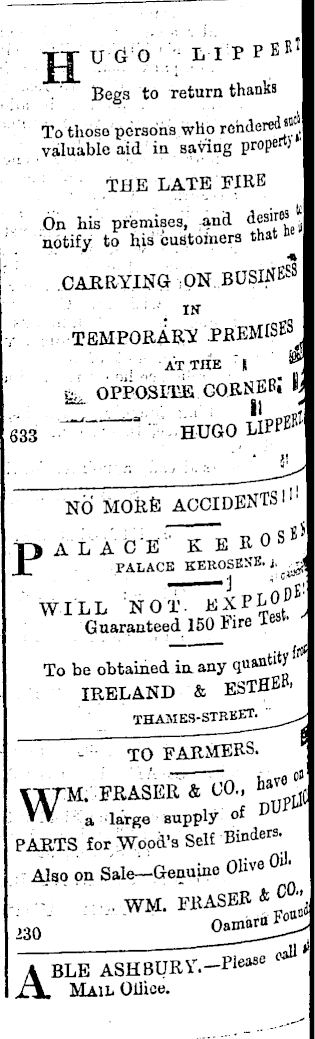 HUGO LIPPERT
Begs to return thanks
To those persons who rendered such
valuable aid in saving property at
THE LATE FIRE
On his premises, and desires to
notify to his customers that he is
CARRYING ON BUSINESS
IN
TEMPORARY PREMISES
AT THE
OPPOSITE CORNER;
633 HUGO LIPPERT
NO MORE ACCIDENTS!!!
PALACE KEROSEN
PALACE KEROSENE.
WILL NOT EXPLODE!
Guaranteed 150 Fire Test.
To be obtained in any quantity from
IRELAND & ESTHER,
THAMES-STREET.
TO FARMERS.
WM. FRASER & CO., have on
a large supply of DUPLIC
PARTS for Wood's Self Binders.
Also on Sale—Genuine Olive Oil.
WM. FRASER & CO.,
230 Oamaru Found
ABLE ASHBURY.—Please call at
MAIL Office.